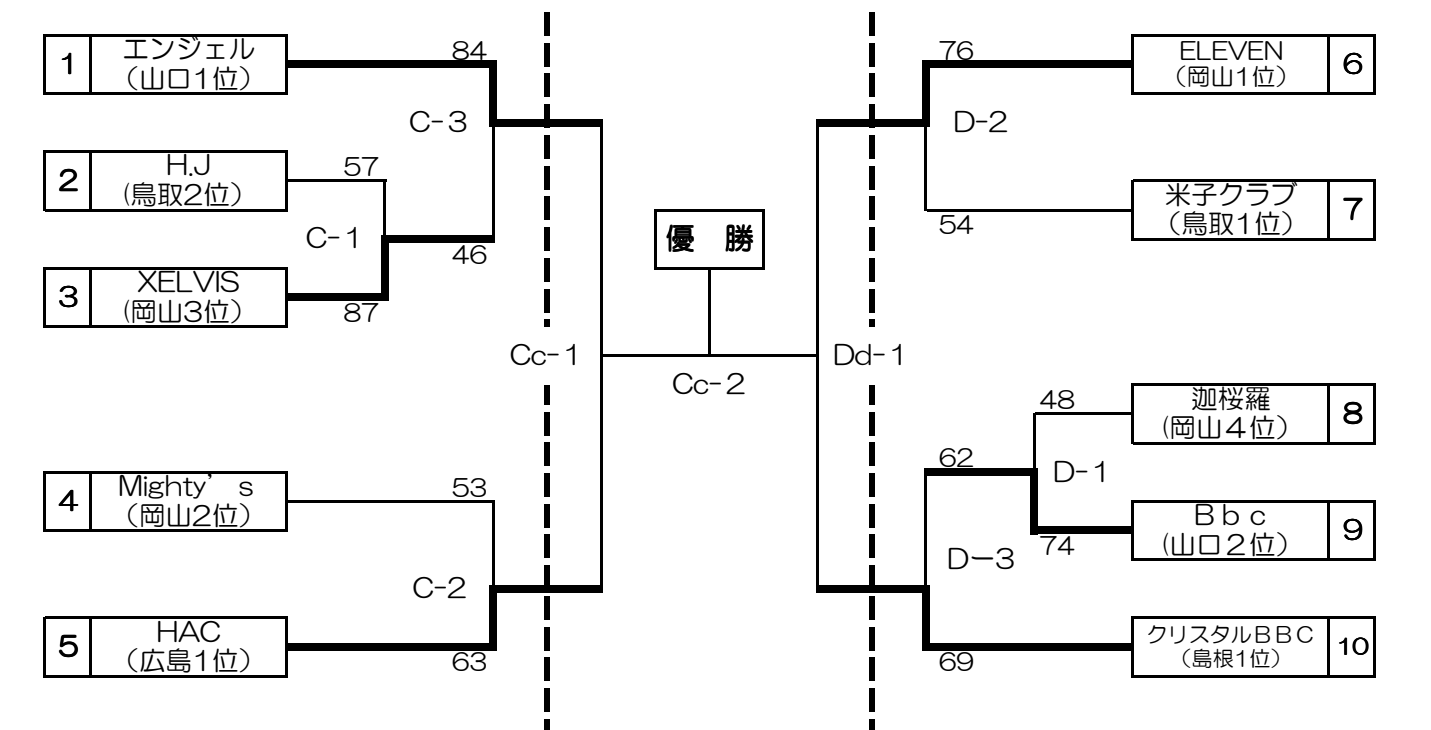 1
エンジェル
（山口1位）
84
C-3
2
H.J
(鳥取2位）
57
C-1
46
3
XELVIS
(岡山3位）
87
Cc-1
4
Mighty’s
（岡山2位）
53
C-2
5
HAC
（広島1位）
63
優　勝
Cc-2
76
ELEVEN
（岡山1位）
6
D-2
米子クラブ
（鳥取1位）
7
54
Dd-1
48
迦桜羅
(岡山４位）
8
62
D-1
Ｂｂｃ
(山口２位）
9
74
D－3
クリスタルＢＢＣ
（島根1位）
10
69